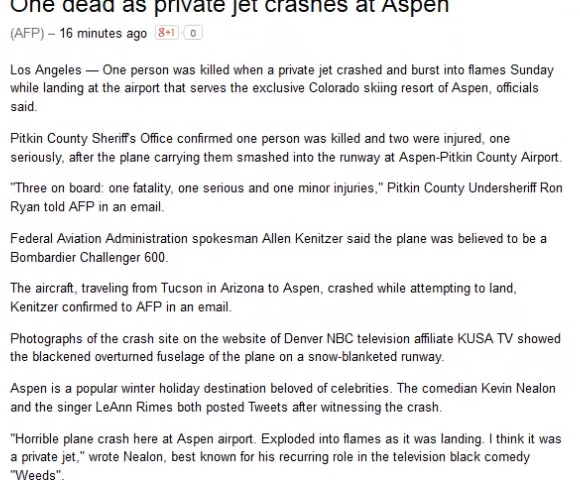 One dead as private jet crashes at Aspen
(AFP) – 16 minutes ago 8+1 0
Los Angeles — One person was killed when a private jet crashed and burst into flames Sunday
while landing at the airport that serves the exclusive Colorado skiing resort of Aspen, officials
said.
Pitkin County Sheriff's Office confirmed one person was killed and two were injured, one
seriously, after the plane carrying them smashed into the runway at Aspen-Pitkin County Airport.
"Three on board: one fatality, one serious and one minor injuries," Pitkin County Undersheriff Ron
Ryan told AFP in an email.
Federal Aviation Administration spokesman Allen Kenitzer said the plane was believed to be a
Bombardier Challenger 600.
The aircraft, traveling from Tucson in Arizona to Aspen, crashed while attempting to land,
Kenitzer confirmed to AFP in an email.
Photographs of the crash site on the website of Denver NBC television affiliate KUSA TV showed
the blackened overturned fuselage of the plane on a snow-blanketed runway.
Aspen is a popular winter holiday destination beloved of celebrities. The comedian Kevin Nealon
and the singer LeAnn Rimes both posted Tweets after witnessing the crash.
"Horrible plane crash here at Aspen airport. Exploded into flames as it was landing. I think it was
a private jet," wrote Nealon, best known for his recurring role in the television black comedy
"Weeds".